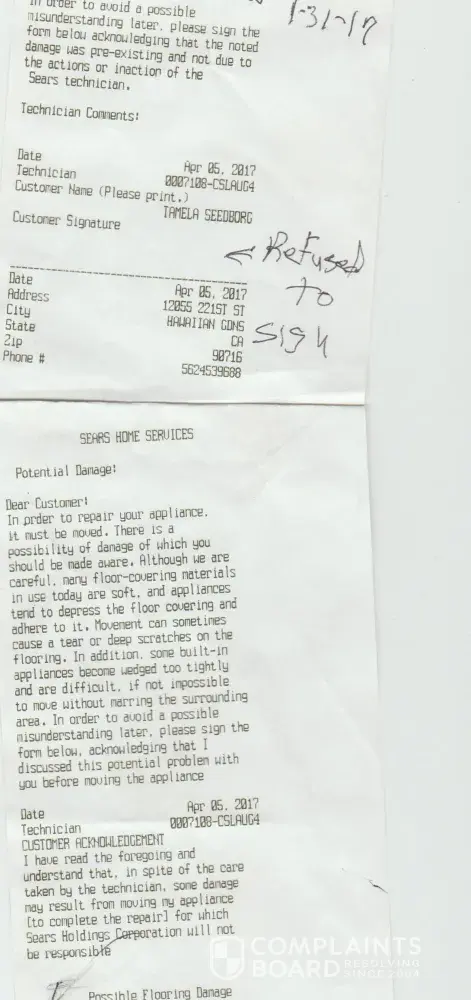 In order to avoid a possible
misunderstanding later, please sign the
form below acknowledging that the noted
damage was pre-existing and not due to
the actions or inaction of the
Sears technician.
1-31-17
Technician Comments:
Date Apr 05, 2017
Technician 0007108-CSLAUG4
Customer Name (Please print.)
TAMELA SEEDBORG
Customer Signature
← Refused
to
sign
Date Apr 05, 2017
Address 12055 221ST ST
City HAWAIIAN GDNS
State CA
Zip 90716
Phone # 5624539688
SEARS HOME SERVICES
Potential Damage:
Dear Customer:
In order to repair your appliance,
it must be moved. There is a
possibility of damage of which you
should be made aware. Although we are
careful, many floor-covering materials
in use today are soft, and appliances
tend to depress the floor covering and
adhere to it. Movement can sometimes
cause a tear or deep scratches on the
flooring. In addition, some built-in
appliances become wedged too tightly
and are difficult, if not impossible
to move without marring the surrounding
area. In order to avoid a possible
misunderstanding later, please sign the
form below, acknowledging that I
discussed this potential problem with
you before moving the appliance
Date Apr 05, 2017
Technician 0007108-CSLAUG4
CUSTOMER ACKNOWLEDGEMENT
I have read the foregoing and
understand that, in spite of the care
taken by the technician, some damage
may result from moving my appliance
[to complete the repair] for which
Sears Holdings Corporation will not
be responsible
Possible Flooring Damage
COMPLAINTS
BOARD RESOLVING
SINCE 2004